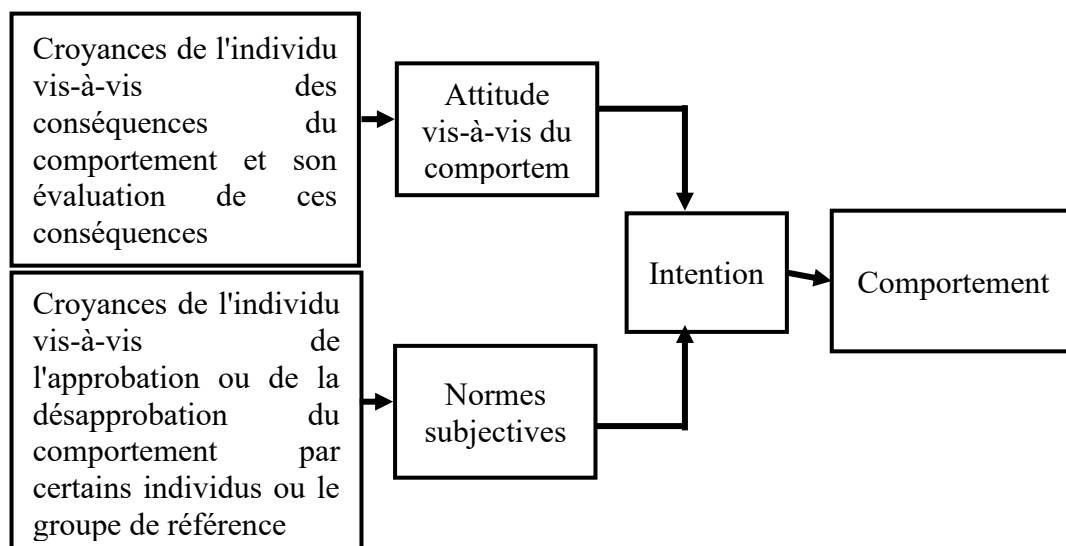 Croyances de l'individu
vis-à-vis des
conséquences du
comportement et son
évaluation de ces
conséquences
Attitude
vis-à-vis du
comportem
Intention
Comportement
Croyances de l'individu
vis-à-vis de
l'approbation ou de la
désapprobation du
comportement par
certains individus ou le
groupe de référence
Normes
subjectives